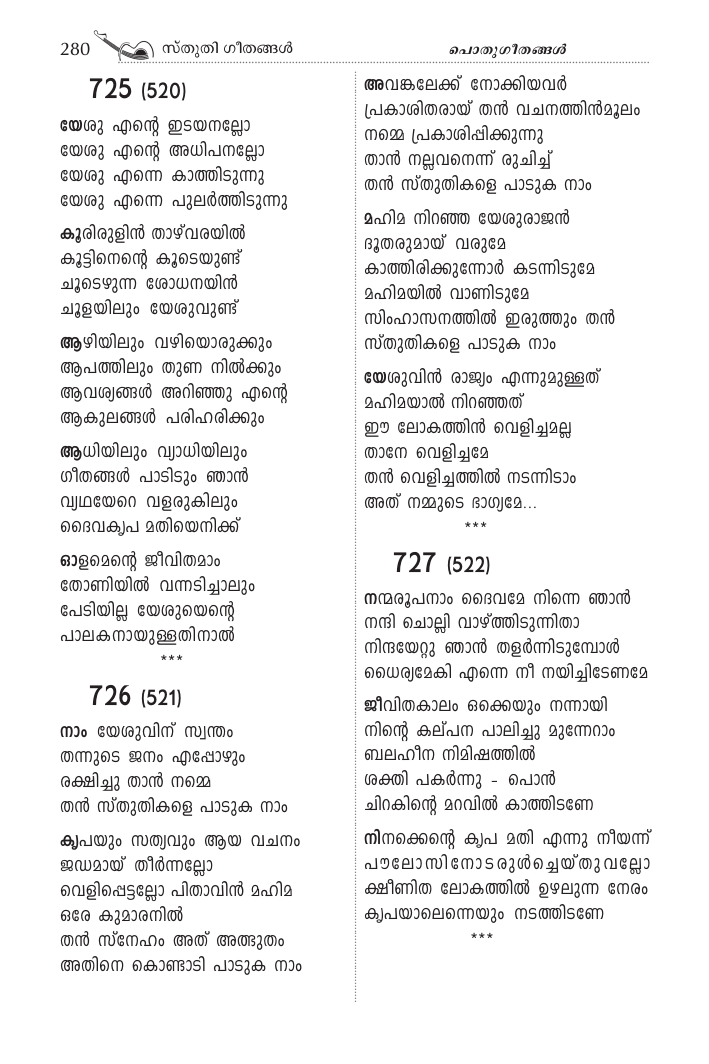 280 സ്തുതി ഗീതങ്ങൾ പൊതുഗീതങ്ങൾ
725 (520)
യേശു എന്റെ ഇടയനല്ലോ
യേശു എന്റെ അധിപനല്ലോ
യേശു എന്നെ കാത്തിടുന്നു
യേശു എന്നെ പുലർത്തിടുന്നു
കൂരിരുളിൻ താഴ്‌വരയിൽ
കൂട്ടിനെന്റെ കൂടെയുണ്ട്
ചൂടെഴുന്ന ശോധനയിൻ
ചൂളയിലും യേശുവുണ്ട്
ആഴിയിലും വഴിയൊരുക്കും
ആപത്തിലും തുണ നിൽക്കും
ആവശ്യങ്ങൾ അറിഞ്ഞു എന്റെ
ആകുലങ്ങൾ പരിഹരിക്കും
ആധിയിലും വ്യാധിയിലും
ഗീതങ്ങൾ പാടിടും ഞാൻ
വ്യഥയേറെ വളരുകിലും
ദൈവകൃപ മതിയെനിക്ക്
ഓളമെന്റെ ജീവിതമാം
തോണിയിൽ വന്നടിച്ചാലും
പേടിയില്ല യേശുയെന്റെ
പാലകനായുള്ളതിനാൽ
***
726 (521)
നാം യേശുവിന് സ്വന്തം
തന്നുടെ ജനം എപ്പോഴും
രക്ഷിച്ചു താൻ നമ്മെ
തൻ സ്തുതികളെ പാടുക നാം
കൃപയും സത്യവും ആയ വചനം
ജഡമായ് തീർന്നല്ലോ
വെളിപ്പെട്ടല്ലോ പിതാവിൻ മഹിമ
ഒരേ കുമാരനിൽ
തൻ സ്നേഹം അത് അത്ഭുതം
അതിനെ കൊണ്ടാടി പാടുക നാം
അവങ്കലേക്ക് നോക്കിയവർ
പ്രകാശിതരായ് തൻ വചനത്തിൻമൂലം
നമ്മെ പ്രകാശിപ്പിക്കുന്നു
താൻ നല്ലവനെന്ന് രുചിച്ച്
തൻ സ്തുതികളെ പാടുക നാം
മഹിമ നിറഞ്ഞ യേശുരാജൻ
ദൂതരുമായ് വരുമേ
കാത്തിരിക്കുന്നോർ കടന്നിടുമേ
മഹിമയിൽ വാണിടുമേ
സിംഹാസനത്തിൽ ഇരുത്തും തൻ
സ്തുതികളെ പാടുക നാം
യേശുവിൻ രാജ്യം എന്നുമുള്ളത്
മഹിമയാൽ നിറഞ്ഞത്
ഈ ലോകത്തിൻ വെളിച്ചമല്ല
താനേ വെളിച്ചമേ
തൻ വെളിച്ചത്തിൽ നടന്നിടാം
അത് നമ്മുടെ ഭാഗ്യമേ...
***
727 (522)
നന്മരൂപനാം ദൈവമേ നിന്നെ ഞാൻ
നന്ദി ചൊല്ലി വാഴ്ത്തിടുന്നിതാ
നിന്ദയേറ്റു ഞാൻ തളർന്നിടുമ്പോൾ
ധൈര്യമേകി എന്നെ നീ നയിച്ചിടേണമേ
ജീവിതകാലം ഒക്കെയും നന്നായി
നിന്റെ കല്പന പാലിച്ചു മുന്നേറാം
ബലഹീന നിമിഷത്തിൽ
ശക്തി പകർന്നു - പൊൻ
ചിറകിന്റെ മറവിൽ കാത്തിടണേ
നിനക്കെന്റെ കൃപ മതി എന്നു നീയന്ന്
പൗലോസിനോടരുൾച്ചെയ്തുവല്ലോ
ക്ഷീണിത ലോകത്തിൽ ഉഴലുന്ന നേരം
കൃപയാലെന്നെയും നടത്തിടണേ
***